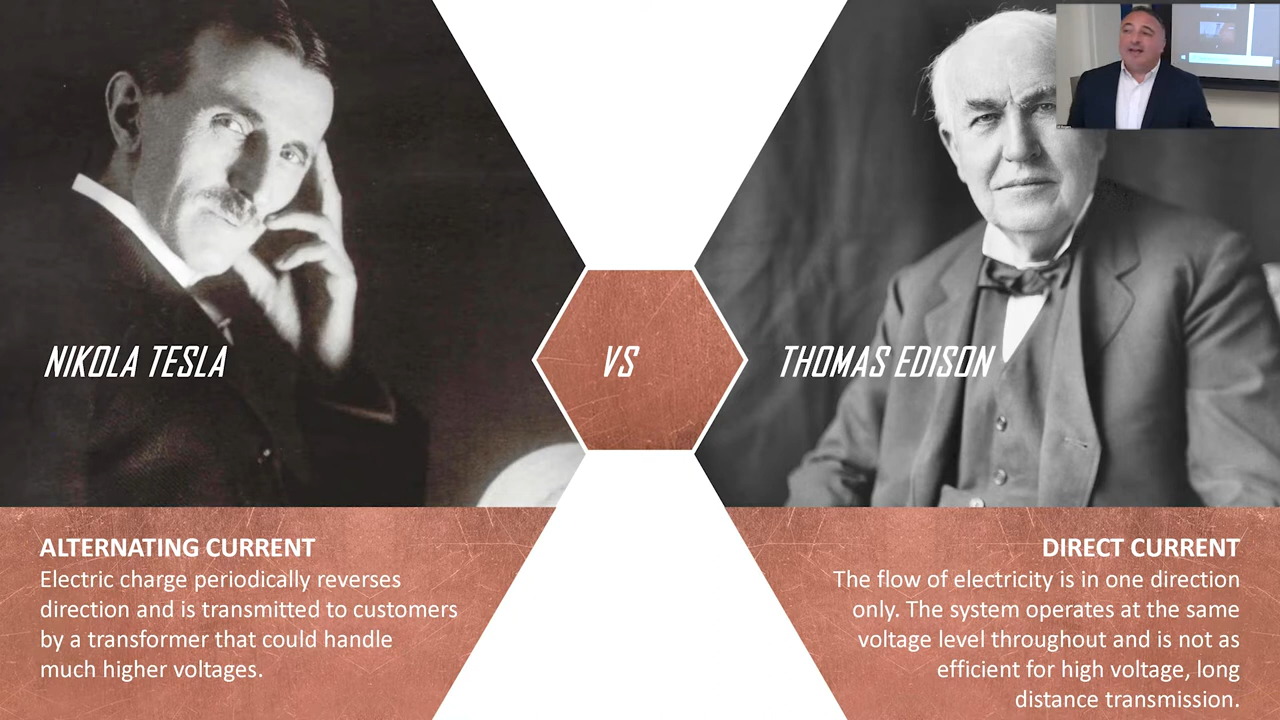 NIKOLA TESLA
VS
THOMAS EDISON
ALTERNATING CURRENT
Electric charge periodically reverses
direction and is transmitted to customers
by a transformer that could handle
much higher voltages.
DIRECT CURRENT
The flow of electricity is in one direction
only. The system operates at the same
voltage level throughout and is not as
efficient for high voltage, long
distance transmission.